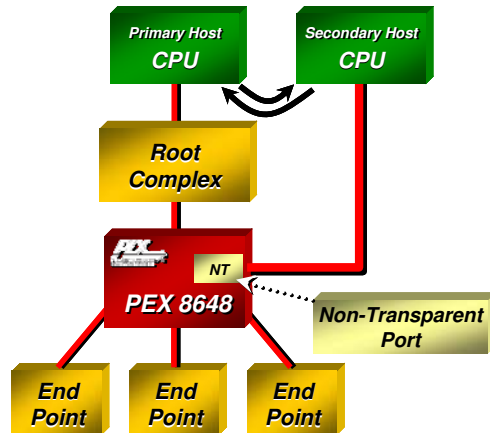 Primary Host
CPU
Secondary Host
CPU
Root
Complex
PLX
NT
PEX 8648
Non-Transparent
Port
End
Point
End
Point
End
Point